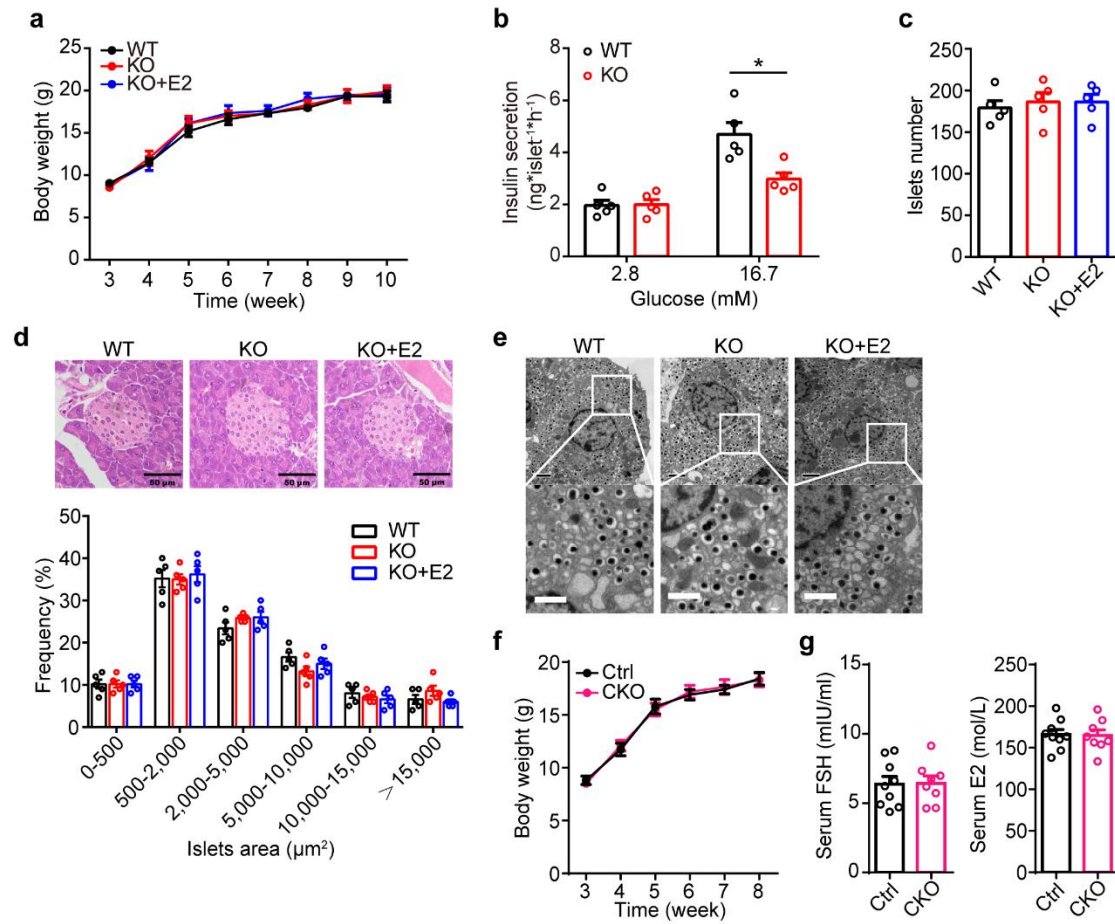 a
WT
KO
KO+E2
Body weight (g)
25
20
15
10
5
0
3 4 5 6 7 8 9 10
Time (week)
b
WT
KO
Insulin secretion
(ng*islet⁻¹*h⁻¹)
8
6
4
2
0
*
2.8 16.7
Glucose (mM)
c
Islets number
250
200
150
100
50
0
WT KO KO+E2
d
WT KO KO+E2
50 μm 50 μm 50 μm
WT
KO
KO+E2
Frequency (%)
50
40
30
20
10
0
0-500 500-2,000 2,000-5,000 5,000-10,000 10,000-15,000 >15,000
Islets area (μm²)
e
WT KO KO+E2
f
Ctrl
CKO
Body weight (g)
20
15
10
5
0
3 4 5 6 7 8
Time (week)
g
Serum FSH (mIU/ml)
15
10
5
0
Ctrl CKO
Serum E2 (mol/L)
250
200
150
100
50
0
Ctrl CKO